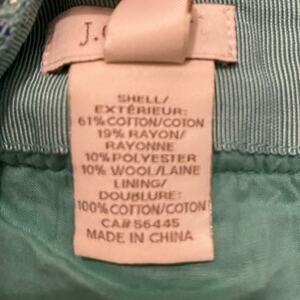 J.
SHELL/
EXTÉRIEUR:
61% COTTON/COTON
19% RAYON/
RAYONNE
10% POLYESTER
10% WOOL/LAINE
LINING/
DOUBLURE:
100% COTTON/COTON
CA# 56445
MADE IN CHINA